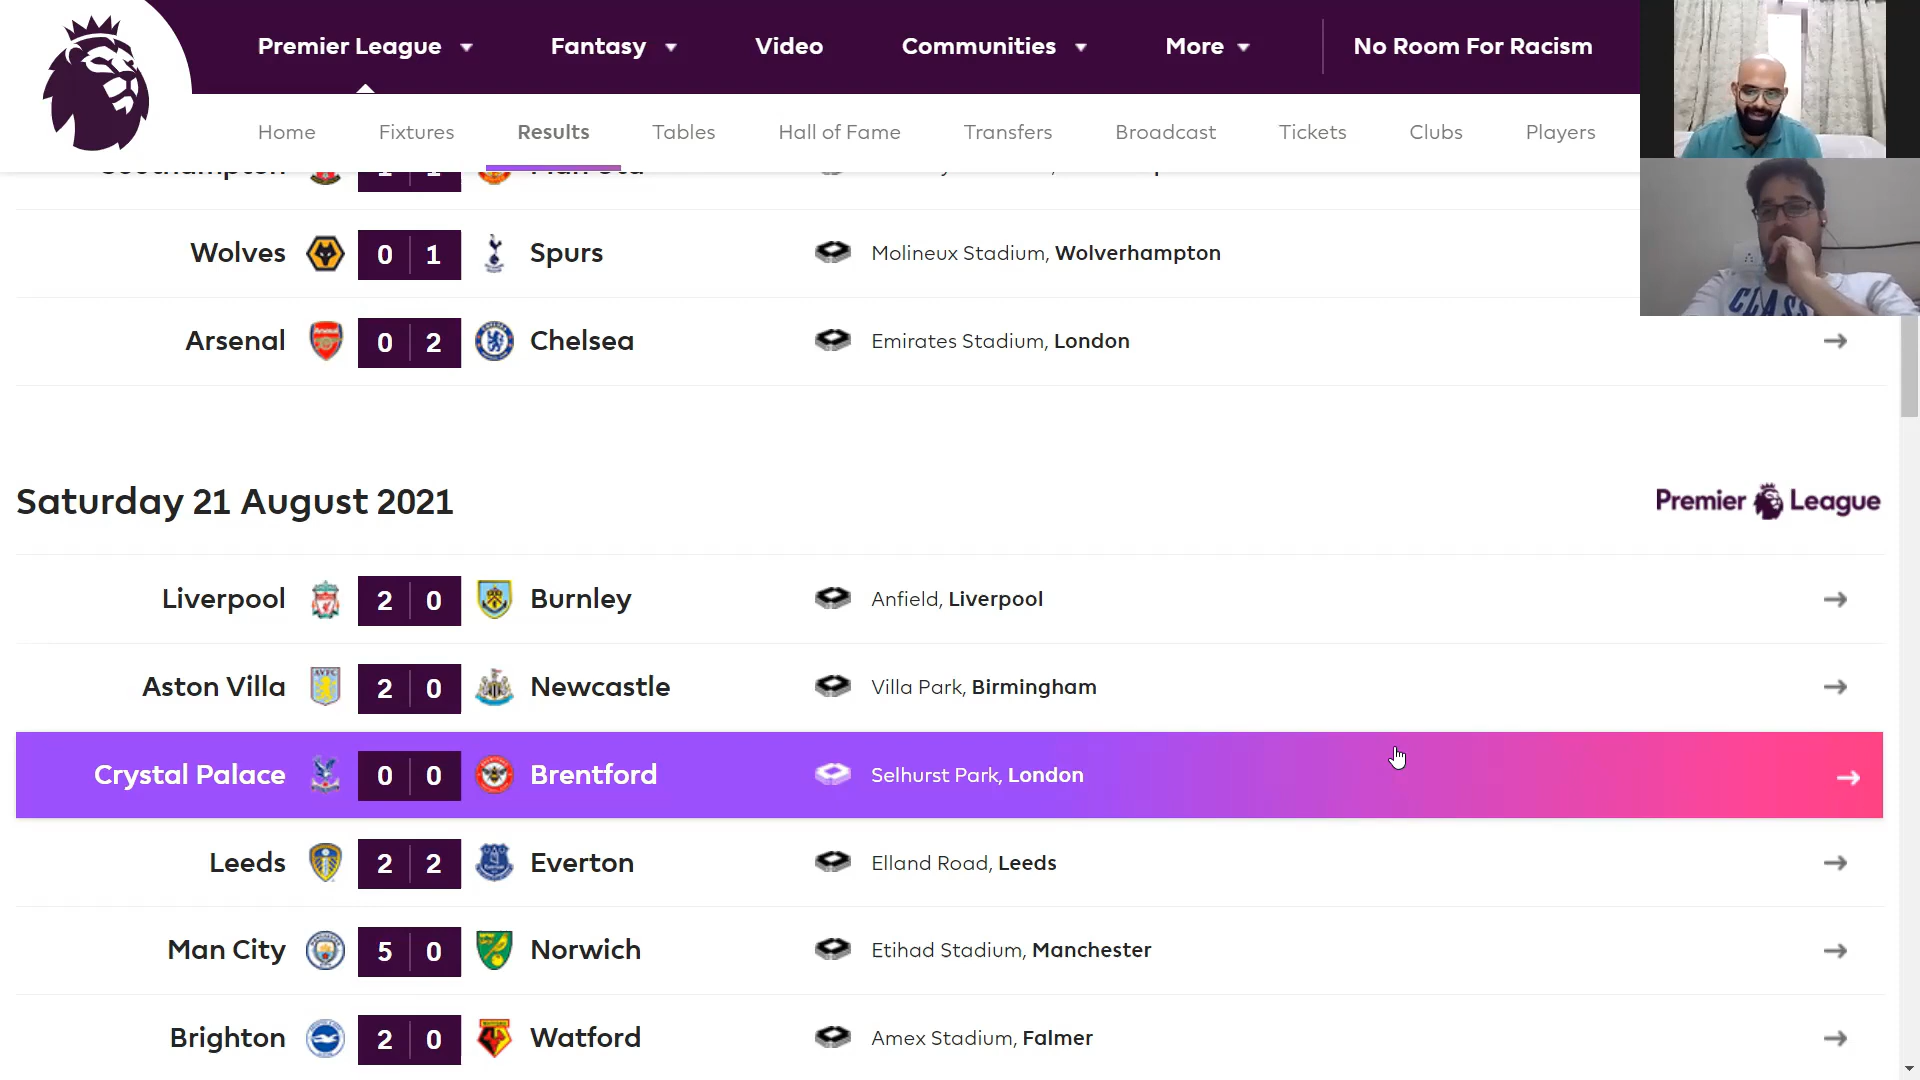 Premier League Fantasy Video Communities More No Room For Racism
Home Fixtures Results Tables Hall of Fame Transfers Broadcast Tickets Clubs Players
Wolves 0 1 Spurs Molineux Stadium, Wolverhampton
Arsenal 0 2 Chelsea Emirates Stadium, London
Saturday 21 August 2021 Premier League
Liverpool 2 0 Burnley Anfield, Liverpool
Aston Villa 2 0 Newcastle Villa Park, Birmingham
Crystal Palace 0 0 Brentford Selhurst Park, London
Leeds 2 2 Everton Elland Road, Leeds
Man City 5 0 Norwich Etihad Stadium, Manchester
Brighton 2 0 Watford Amex Stadium, Falmer